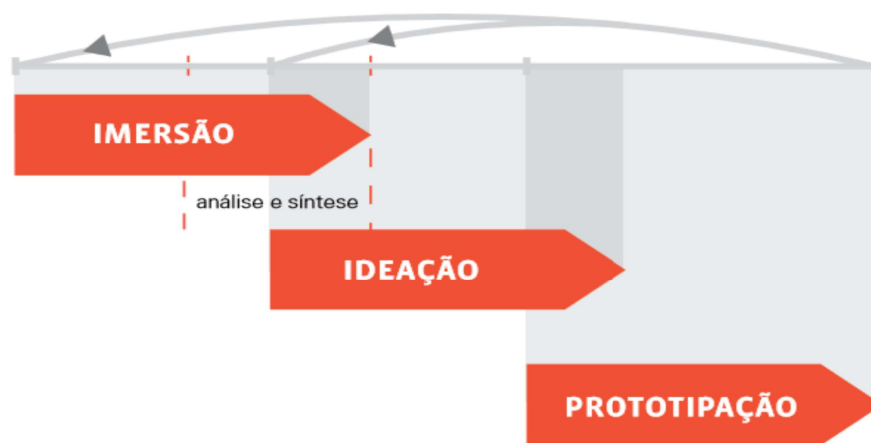 IMERSÃO
análise e síntese
IDEAÇÃO
PROTOTIPAÇÃO